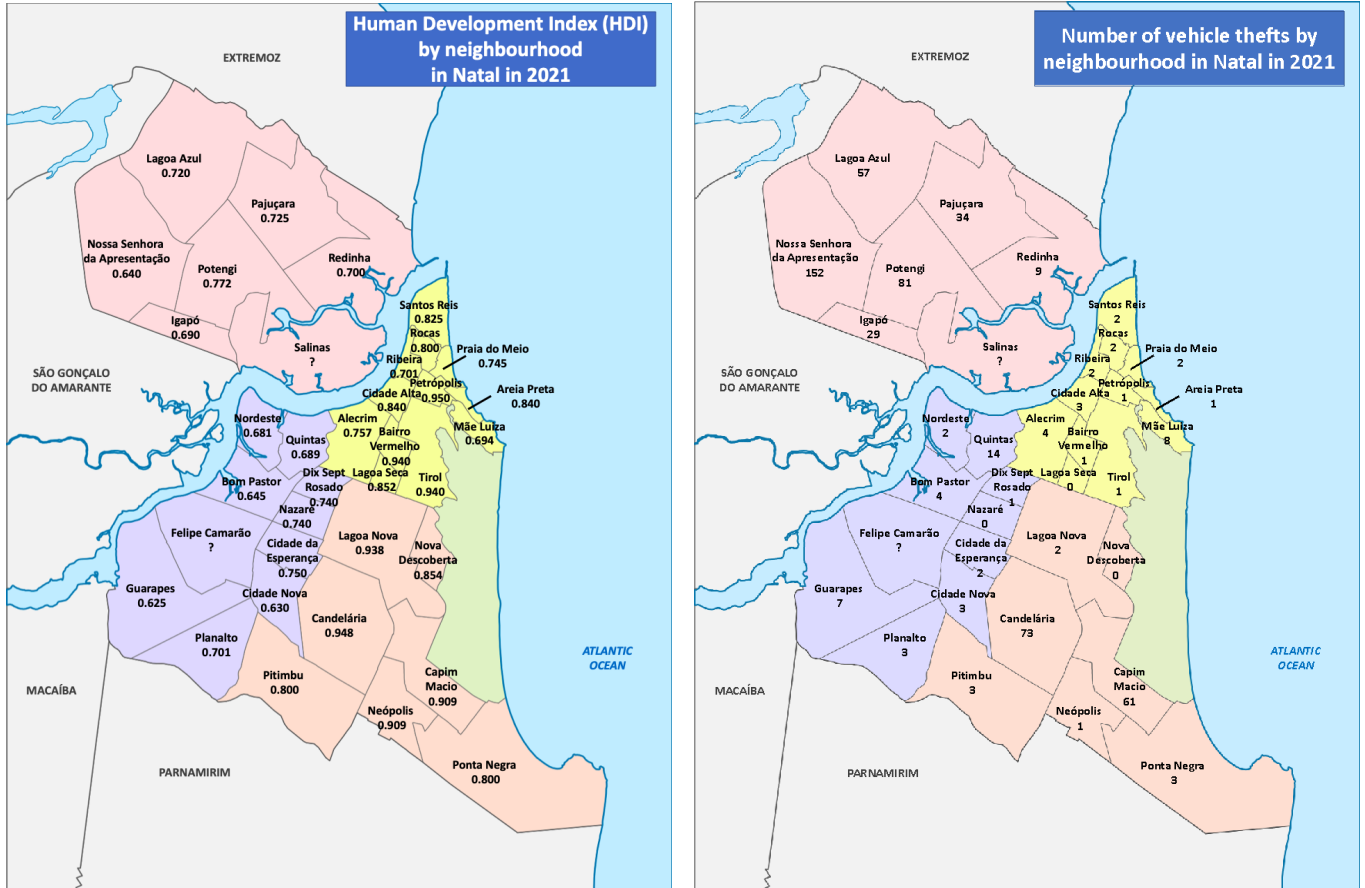 Human Development Index (HDI)
by neighbourhood
in Natal in 2021
EXTREMOZ
Lagoa Azul
0.720
Pajuçara
0.725
Nossa Senhora
da Apresentação
0.640
Potengi
0.772
Redinha
0.700
Igapó
0.690
Salinas
?
Santos Reis
0.825
Rocas
0.800
Praia do Meio
0.745
Ribeira
0.701
Petrópolis
0.950
Areia Preta
0.840
Cidade Alta
0.840
Mãe Luiza
0.694
SÃO GONÇALO
DO AMARANTE
Nordeste
0.681
Quintas
0.689
Alecrim
0.757
Bairro
Vermelho
0.940
Lagoa Seca
0.852
Tirol
0.940
Dix Sept
Rosado
0.740
Bom Pastor
0.645
Nazaré
0.740
Felipe Camarão
?
Cidade da
Esperança
0.750
Lagoa Nova
0.938
Nova
Descoberta
0.854
Guarapes
0.625
Cidade Nova
0.630
Candelária
0.948
Planalto
0.701
Pitimbu
0.800
Capim
Macio
0.909
Neópolis
0.909
Ponta Negra
0.800
ATLANTIC
OCEAN
MACAÍBA
PARNAMIRIM
Number of vehicle thefts by
neighbourhood in Natal in 2021
EXTREMOZ
Lagoa Azul
57
Pajuçara
34
Nossa Senhora
da Apresentação
152
Potengi
81
Redinha
9
Igapó
29
Salinas
?
Santos Reis
2
Rocas
2
Praia do Meio
2
Ribeira
2
Petrópolis
1
Areia Preta
1
Cidade Alta
3
Mãe Luiza
8
SÃO GONÇALO
DO AMARANTE
Nordeste
2
Quintas
14
Alecrim
4
Bairro
Vermelho
1
Lagoa Seca
0
Tirol
1
Dix Sept
Rosado
1
Bom Pastor
4
Nazaré
0
Felipe Camarão
?
Cidade da
Esperança
2
Lagoa Nova
2
Nova
Descoberta
0
Guarapes
7
Cidade Nova
3
Candelária
73
Planalto
3
Pitimbu
3
Capim
Macio
61
Neópolis
1
Ponta Negra
3
ATLANTIC
OCEAN
MACAÍBA
PARNAMIRIM